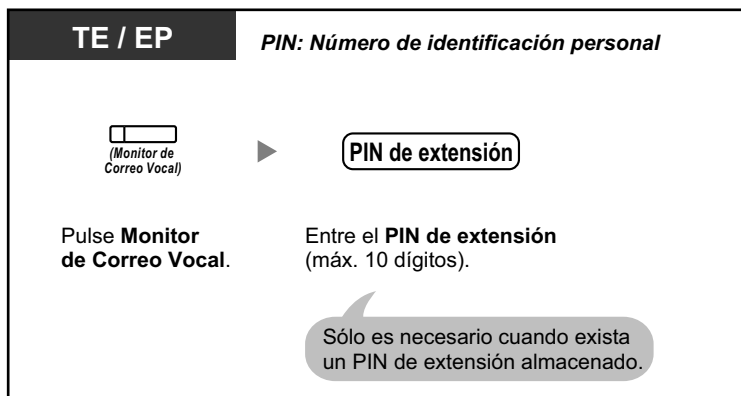 TE / EP
PIN: Número de identificación personal
(Monitor de
Correo Vocal)
PIN de extensión
Pulse Monitor
de Correo Vocal.
Entre el PIN de extensión
(máx. 10 dígitos).
Sólo es necesario cuando exista
un PIN de extensión almacenado.